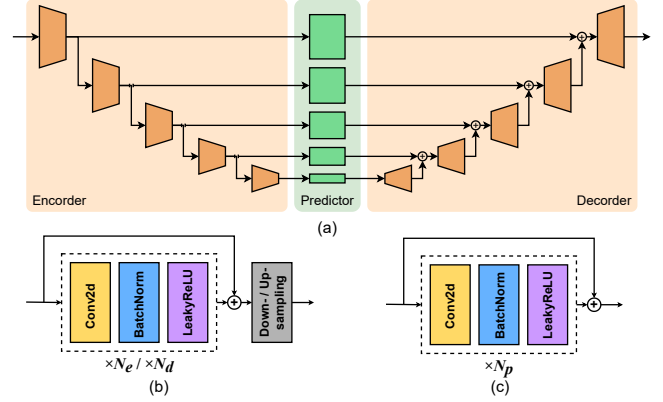 Encorder
Predictor
Decorder
(a)
Conv2d
BatchNorm
LeakyReLU
Down- / Up-
sampling
×Ne / ×Nd
(b)
Conv2d
BatchNorm
LeakyReLU
×Np
(c)